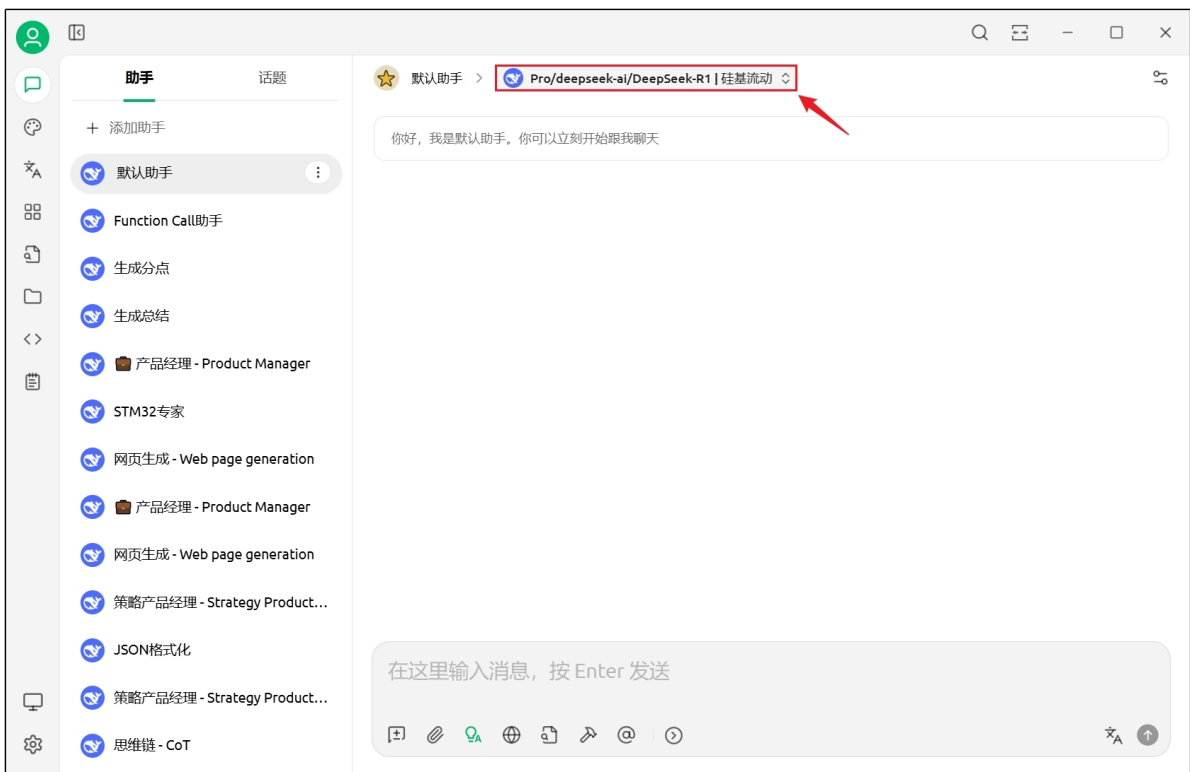 助手
话题
添加助手
默认助手
Function Call助手
生成分点
生成总结
产品经理 - Product Manager
STM32专家
网页生成 - Web page generation
产品经理 - Product Manager
网页生成 - Web page generation
策略产品经理 - Strategy Product...
JSON格式化
策略产品经理 - Strategy Product...
思维链 - CoT
默认助手 > Pro/deepseek-ai/DeepSeek-R1 | 硅基流动
你好，我是默认助手。你可以立刻开始跟我聊天
在这里输入消息，按 Enter 发送